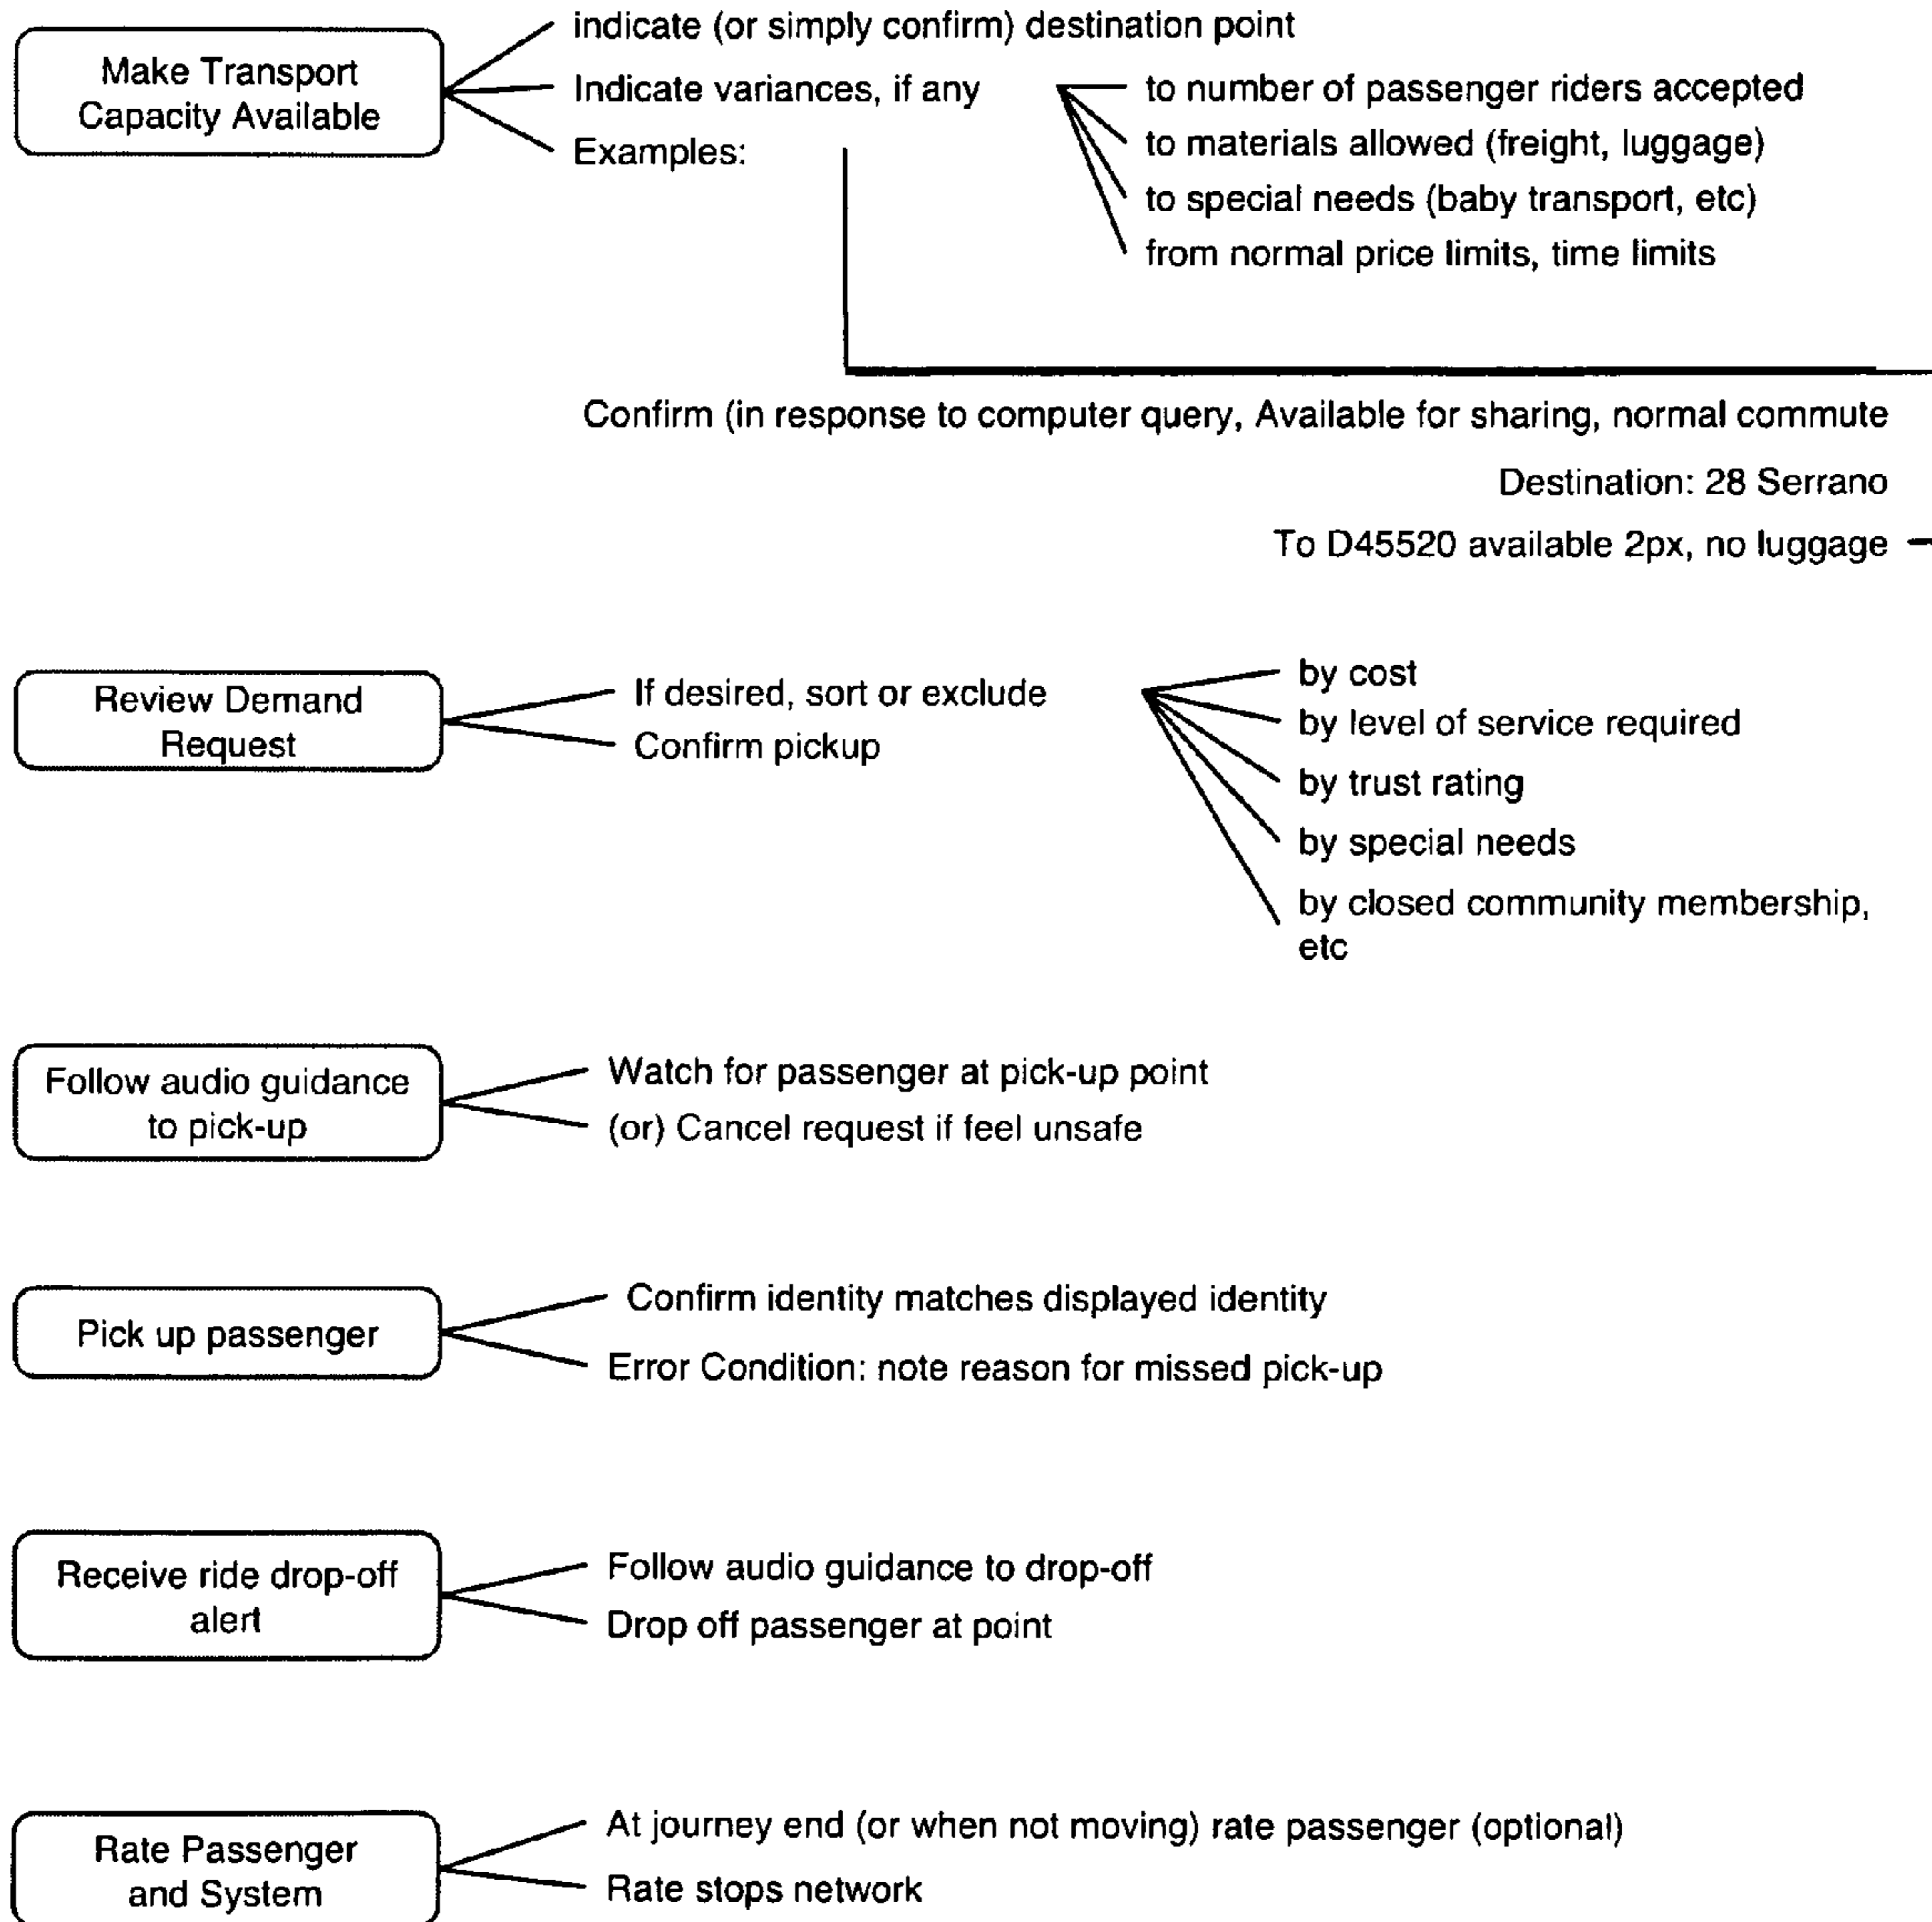 Make Transport
Capacity Available
indicate (or simply confirm) destination point
Indicate variances, if any
to number of passenger riders accepted
to materials allowed (freight, luggage)
to special needs (baby transport, etc)
from normal price limits, time limits
Examples:
Confirm (in response to computer query, Available for sharing, normal commute
Destination: 28 Serrano
To D45520 available 2px, no luggage
Review Demand
Request
If desired, sort or exclude
by cost
by level of service required
by trust rating
by special needs
by closed community membership,
etc
Confirm pickup
Follow audio guidance
to pick-up
Watch for passenger at pick-up point
(or) Cancel request if feel unsafe
Pick up passenger
Confirm identity matches displayed identity
Error Condition: note reason for missed pick-up
Receive ride drop-off
alert
Follow audio guidance to drop-off
Drop off passenger at point
Rate Passenger
and System
At journey end (or when not moving) rate passenger (optional)
Rate stops network